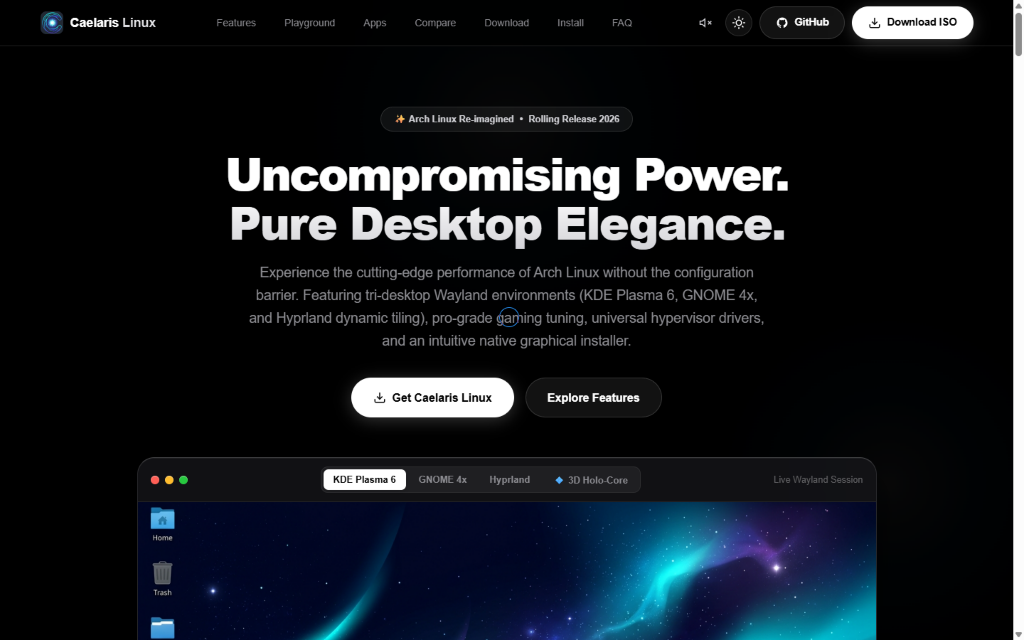 Caelaris Linux
Features
Playground
Apps
Compare
Download
Install
FAQ
GitHub
Download ISO
✨ Arch Linux Re-imagined • Rolling Release 2026
Uncompromising Power.
Pure Desktop Elegance.
Experience the cutting-edge performance of Arch Linux without the configuration
barrier. Featuring tri-desktop Wayland environments (KDE Plasma 6, GNOME 4x,
and Hyprland dynamic tiling), pro-grade gaming tuning, universal hypervisor drivers,
and an intuitive native graphical installer.
Get Caelaris Linux
Explore Features
KDE Plasma 6
GNOME 4x
Hyprland
🔹 3D Holo-Core
Live Wayland Session
Home
Trash